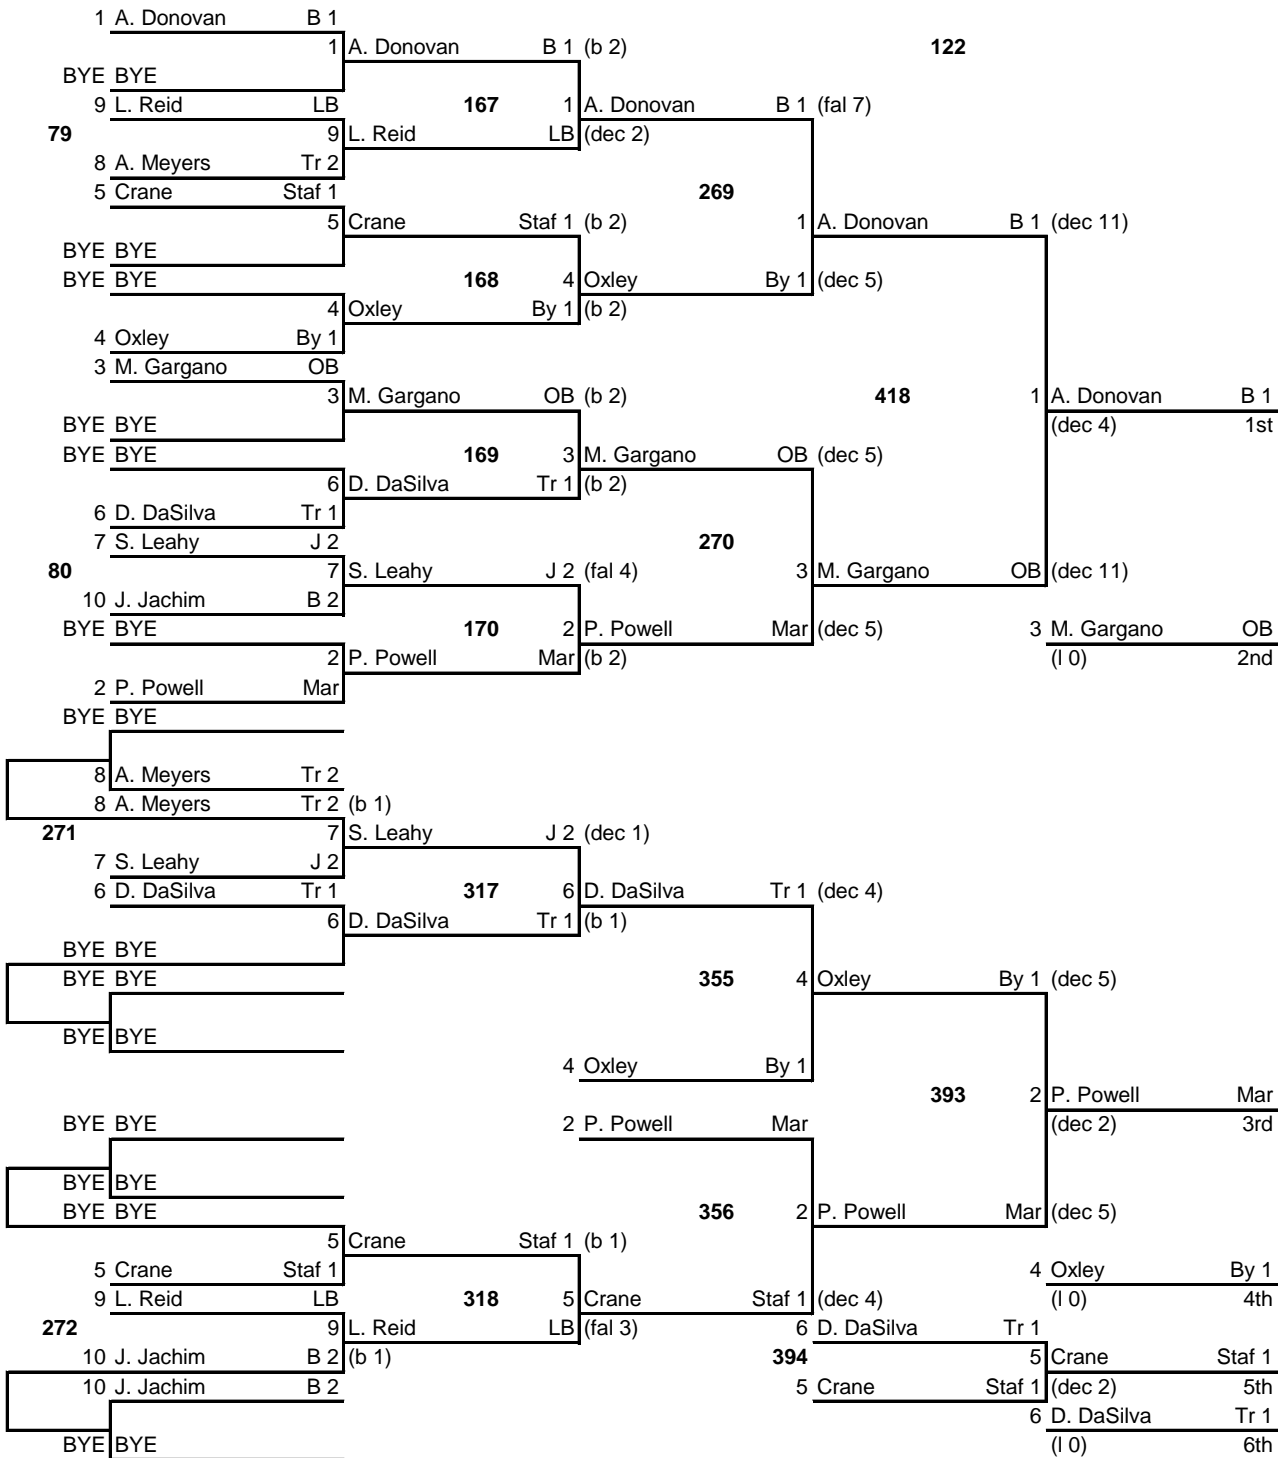 1 A. Donovan B 1
1 A. Donovan B 1 (b 2) 122
BYE BYE
9 L. Reid LB 167 1 A. Donovan B 1 (fal 7)
79 9 L. Reid LB (dec 2)
8 A. Meyers Tr 2
5 Crane Staf 1 269
5 Crane Staf 1 (b 2) 1 A. Donovan B 1 (dec 11)
BYE BYE
BYE BYE 168 4 Oxley By 1 (dec 5)
4 Oxley By 1 (b 2)
4 Oxley By 1
3 M. Gargano OB
3 M. Gargano OB (b 2) 418 1 A. Donovan B 1
BYE BYE (dec 4) 1st
BYE BYE 169 3 M. Gargano OB (dec 5)
6 D. DaSilva Tr 1 (b 2)
6 D. DaSilva Tr 1
7 S. Leahy J 2 270
80 7 S. Leahy J 2 (fal 4) 3 M. Gargano OB (dec 11)
10 J. Jachim B 2
BYE BYE 170 2 P. Powell Mar (dec 5) 3 M. Gargano OB
2 P. Powell Mar (b 2) (l 0) 2nd
2 P. Powell Mar
BYE BYE
8 A. Meyers Tr 2
8 A. Meyers Tr 2 (b 1)
271 7 S. Leahy J 2 (dec 1)
7 S. Leahy J 2
6 D. DaSilva Tr 1 317 6 D. DaSilva Tr 1 (dec 4)
6 D. DaSilva Tr 1 (b 1)
BYE BYE
BYE BYE 355 4 Oxley By 1 (dec 5)
BYE BYE
4 Oxley By 1
393 2 P. Powell Mar
BYE BYE 2 P. Powell Mar (dec 2) 3rd
BYE BYE
BYE BYE 356 2 P. Powell Mar (dec 5)
5 Crane Staf 1 (b 1)
5 Crane Staf 1 4 Oxley By 1
9 L. Reid LB 318 5 Crane Staf 1 (dec 4) (l 0) 4th
272 9 L. Reid LB (fal 3) 6 D. DaSilva Tr 1
10 J. Jachim B 2 (b 1) 394 5 Crane Staf 1
10 J. Jachim B 2 5 Crane Staf 1 (dec 2) 5th
6 D. DaSilva Tr 1
BYE BYE (l 0) 6th